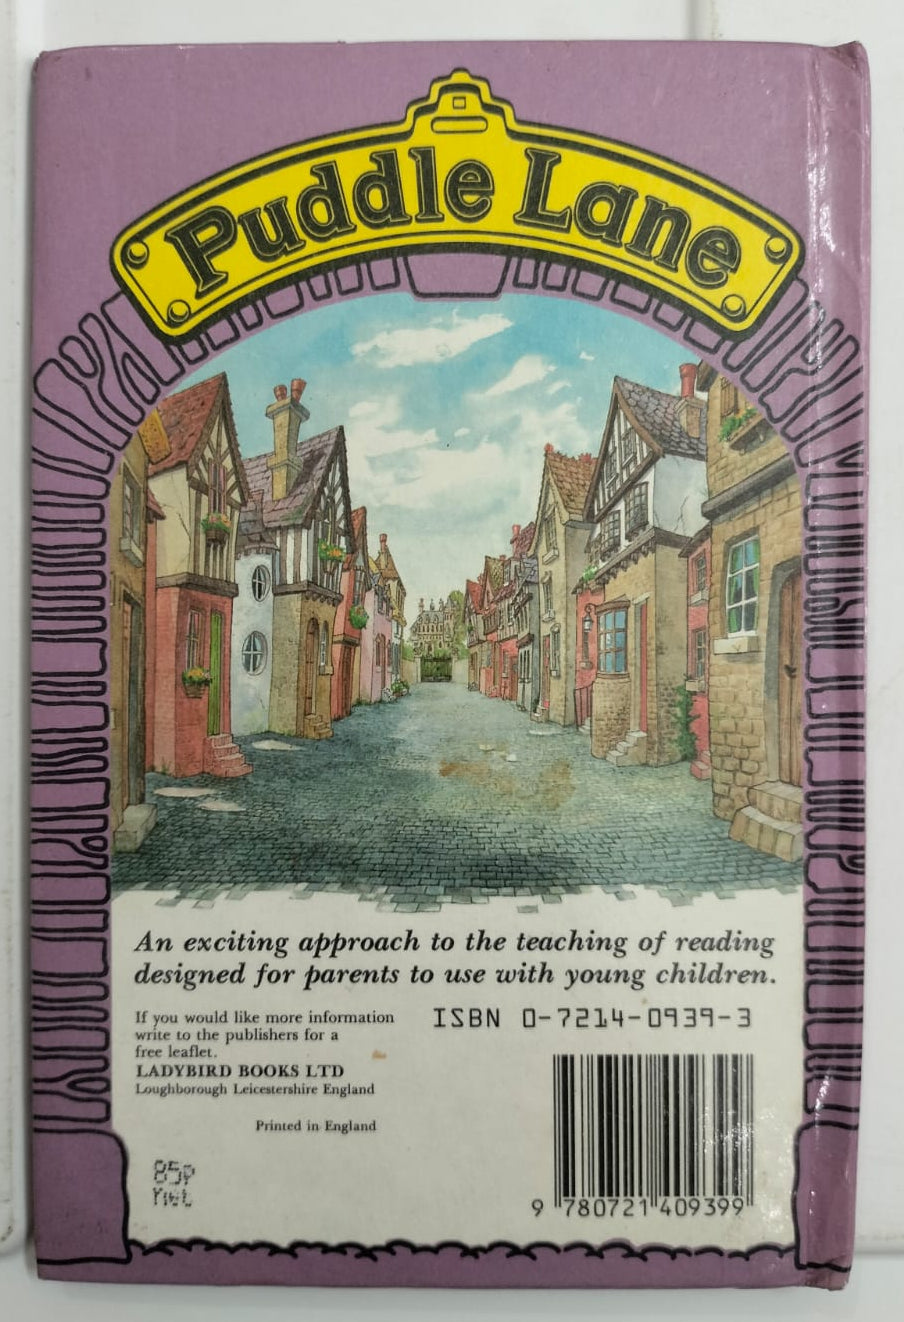 Puddle Lane
An exciting approach to the teaching of reading
designed for parents to use with young children.
If you would like more information
write to the publishers for a
free leaflet.
LADYBIRD BOOKS LTD
Loughborough Leicestershire England
Printed in England
85p
net
ISBN 0-7214-0939-3
9 780721 409399